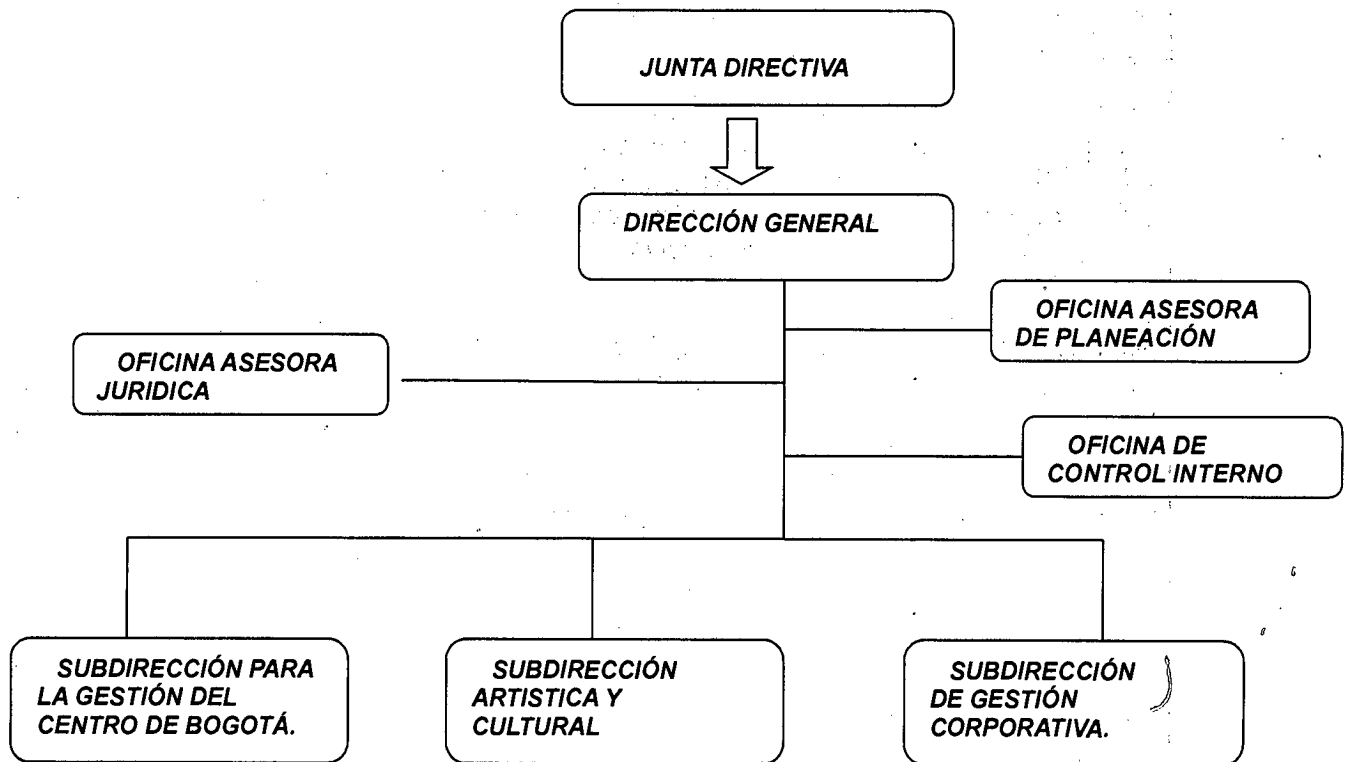 JUNTA DIRECTIVA
DIRECCIÓN GENERAL
OFICINA ASESORA
DE PLANEACIÓN
OFICINA ASESORA
JURIDICA
OFICINA DE
CONTROL INTERNO
SUBDIRECCIÓN PARA
LA GESTIÓN DEL
CENTRO DE BOGOTÁ.
SUBDIRECCIÓN
ARTISTICA Y
CULTURAL
SUBDIRECCIÓN
DE GESTIÓN
CORPORATIVA.